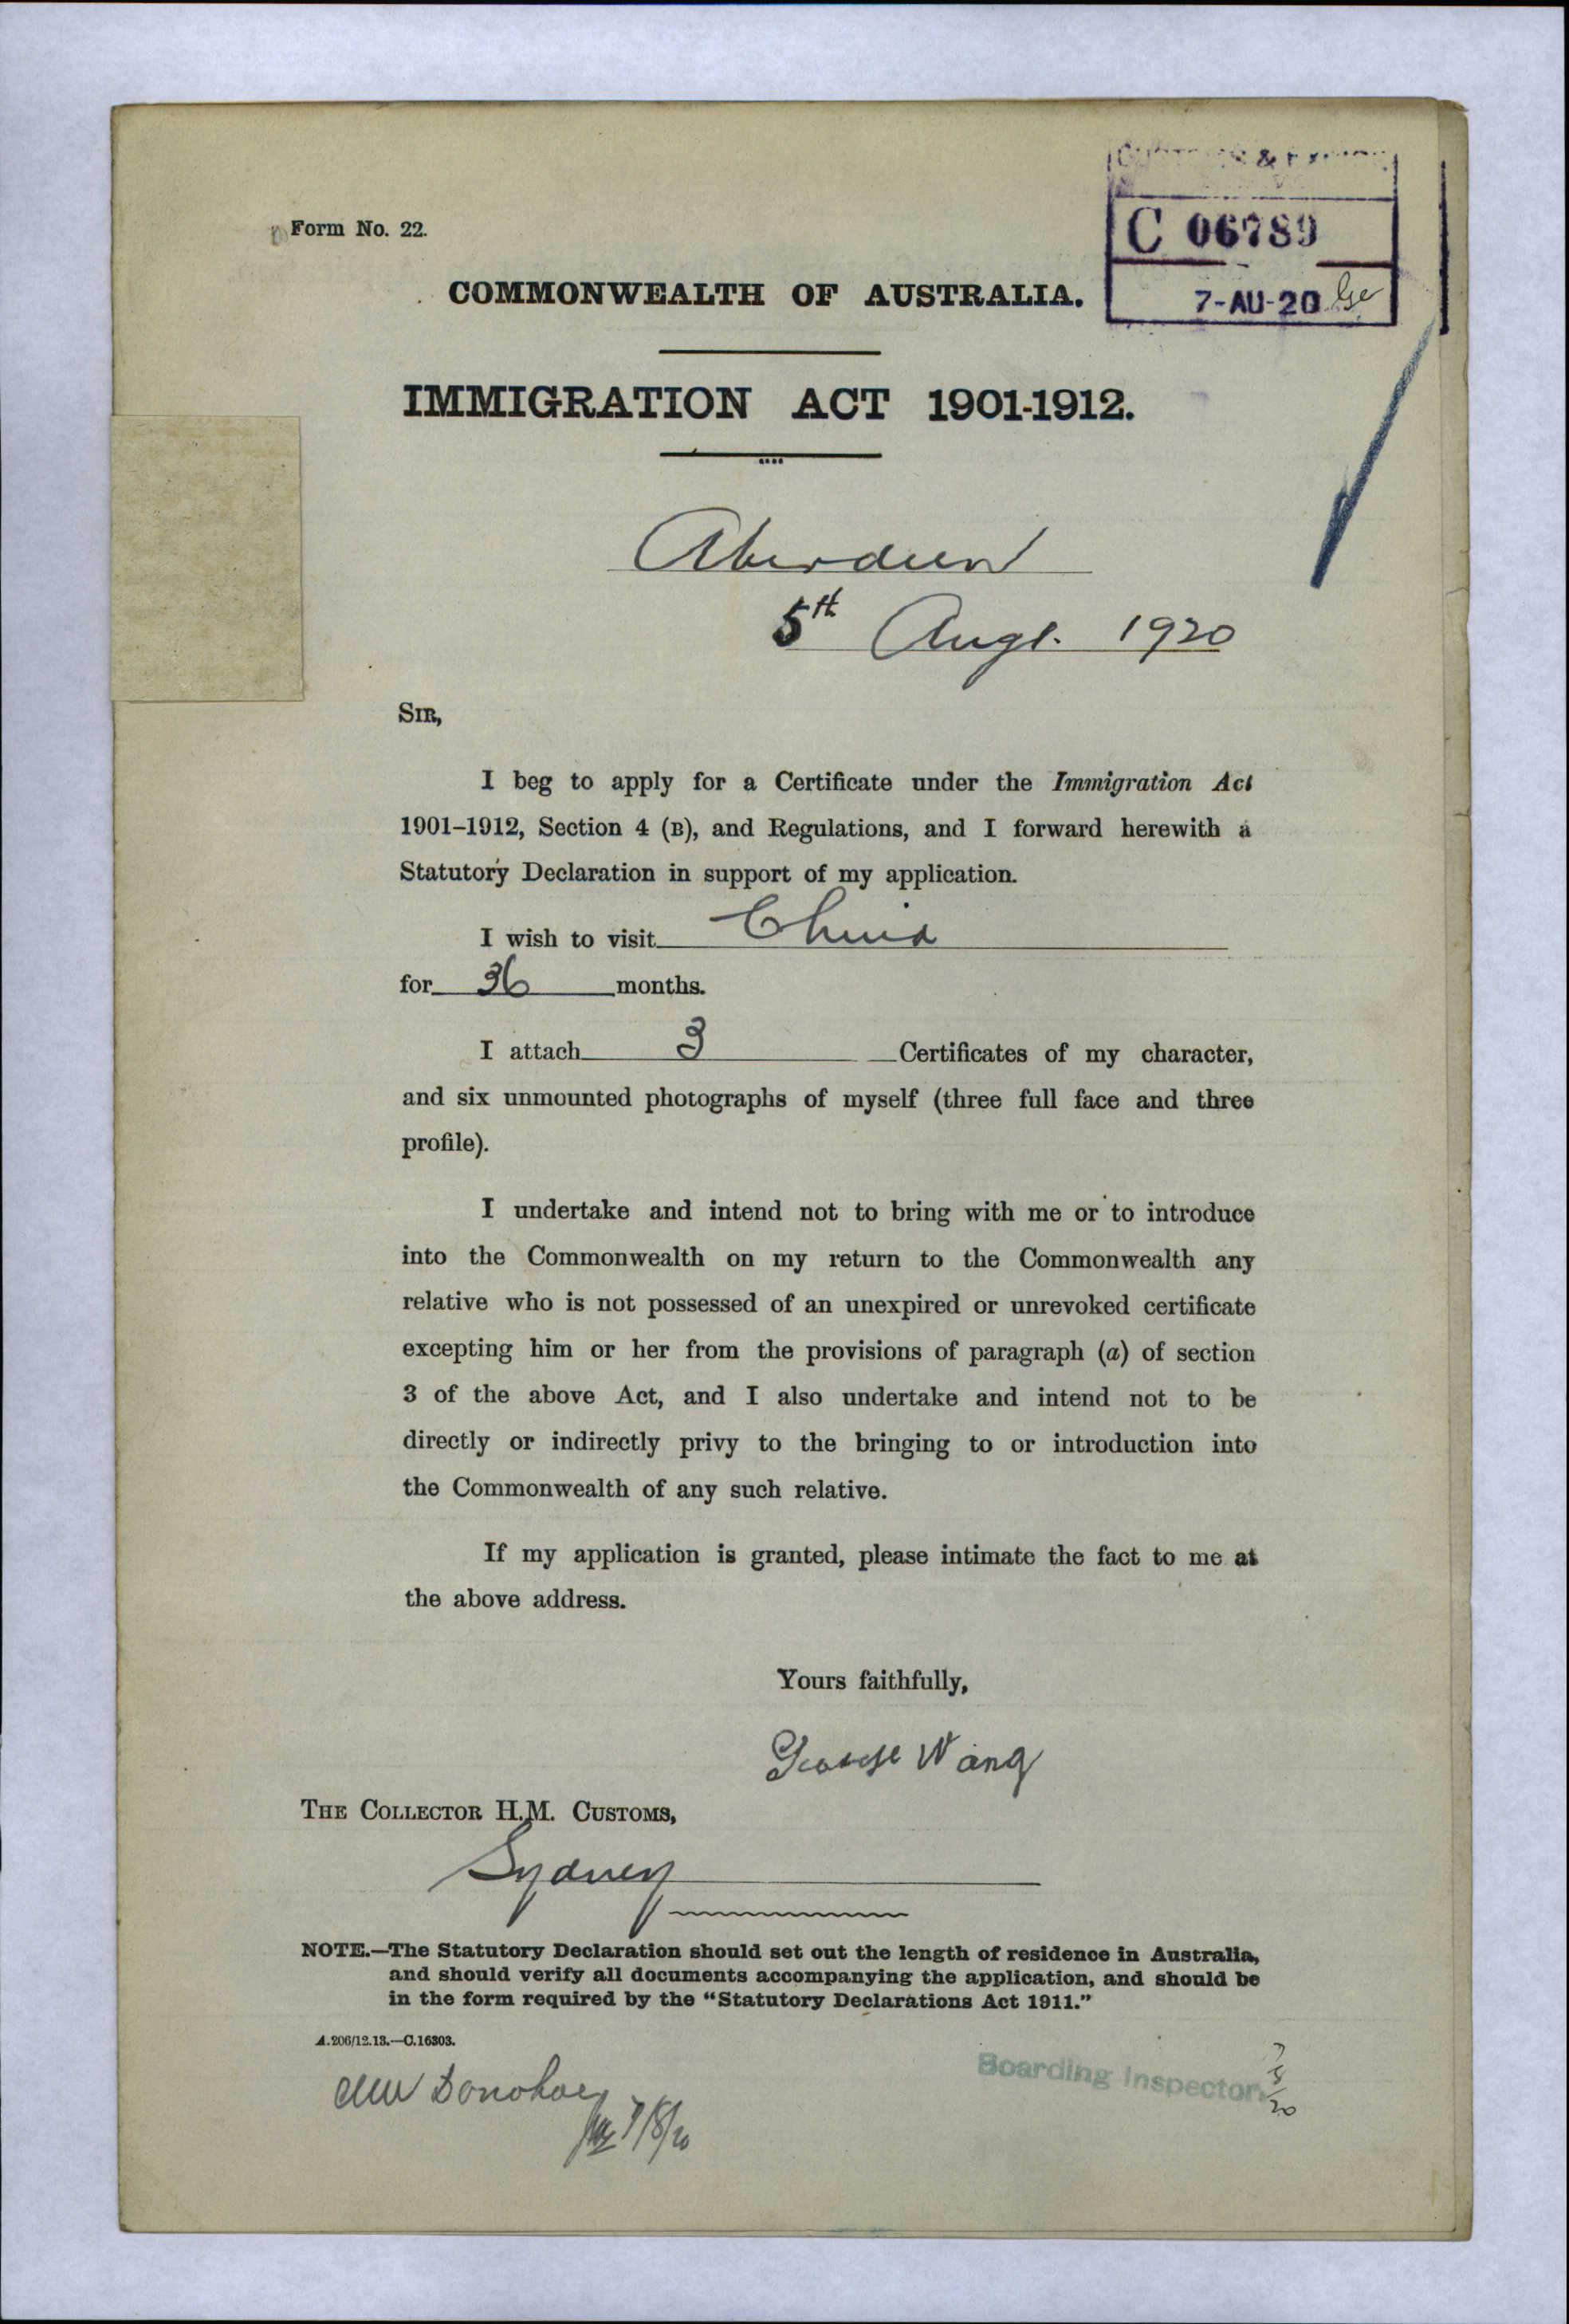 CUSTOMS & EXCISE
C 06789
7-AU-20
Form No. 22.
COMMONWEALTH OF AUSTRALIA.
IMMIGRATION ACT 1901-1912.
Aberdeen
5th Augt. 1920
SIR,
I beg to apply for a Certificate under the Immigration Act
1901–1912, Section 4 (B), and Regulations, and I forward herewith a
Statutory Declaration in support of my application.
I wish to visit China
for 36 months.
I attach 3 Certificates of my character,
and six unmounted photographs of myself (three full face and three
profile).
I undertake and intend not to bring with me or to introduce
into the Commonwealth on my return to the Commonwealth any
relative who is not possessed of an unexpired or unrevoked certificate
excepting him or her from the provisions of paragraph (a) of section
3 of the above Act, and I also undertake and intend not to be
directly or indirectly privy to the bringing to or introduction into
the Commonwealth of any such relative.
If my application is granted, please intimate the fact to me at
the above address.
Yours faithfully,
George Wang
THE COLLECTOR H.M. CUSTOMS,
Sydney
NOTE.—The Statutory Declaration should set out the length of residence in Australia,
and should verify all documents accompanying the application, and should be
in the form required by the “Statutory Declarations Act 1911.”
A.206/12.13.—C.16303.
Donohoe
7/8/20
Boarding Inspector.
7/8/20